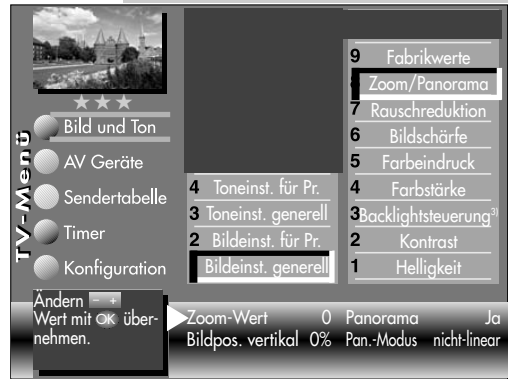 TV-Menü
Bild und Ton
AV Geräte
Sendertabelle
Timer
Konfiguration
4 Toneinst. für Pr.
3 Toneinst. generell
2 Bildeinst. für Pr.
Bildeinst. generell
9 Fabrikwerte
Zoom/Panorama
7 Rauschreduktion
6 Bildschärfe
5 Farbeindruck
4 Farbstärke
3 Backlightsteuerung 3)
2 Kontrast
1 Helligkeit
Ändern - +
Wert mit OK über-
nehmen.
Zoom-Wert 0 Panorama Ja
Bildpos. vertikal 0% Pan.-Modus nicht-linear